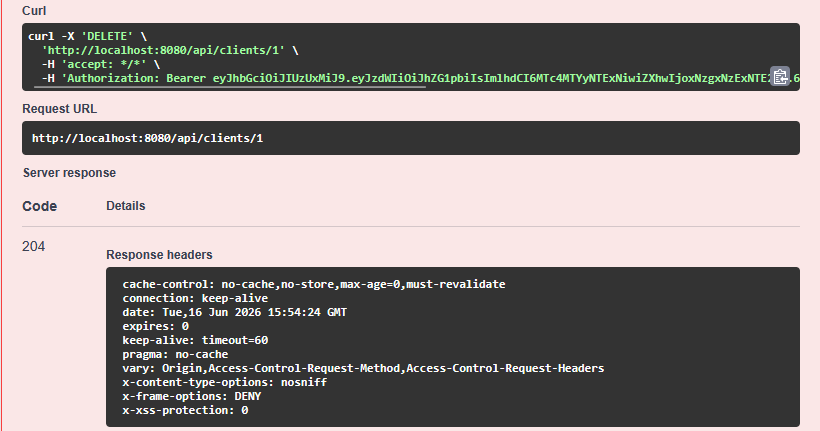 Curl
curl -X 'DELETE' \
'http://localhost:8080/api/clients/1' \
-H 'accept: */*' \
-H 'Authorization: Bearer eyJhbGciOiJIUzUxMiJ9.eyJzdWIiOiJhZG1pbiIsImlhdCI6MTc4MTYyNTExNiwiZXhwIjoxNzgxNzExNTE2
Request URL
http://localhost:8080/api/clients/1
Server response
Code Details
204
Response headers
cache-control: no-cache,no-store,max-age=0,must-revalidate
connection: keep-alive
date: Tue,16 Jun 2026 15:54:24 GMT
expires: 0
keep-alive: timeout=60
pragma: no-cache
vary: Origin,Access-Control-Request-Method,Access-Control-Request-Headers
x-content-type-options: nosniff
x-frame-options: DENY
x-xss-protection: 0